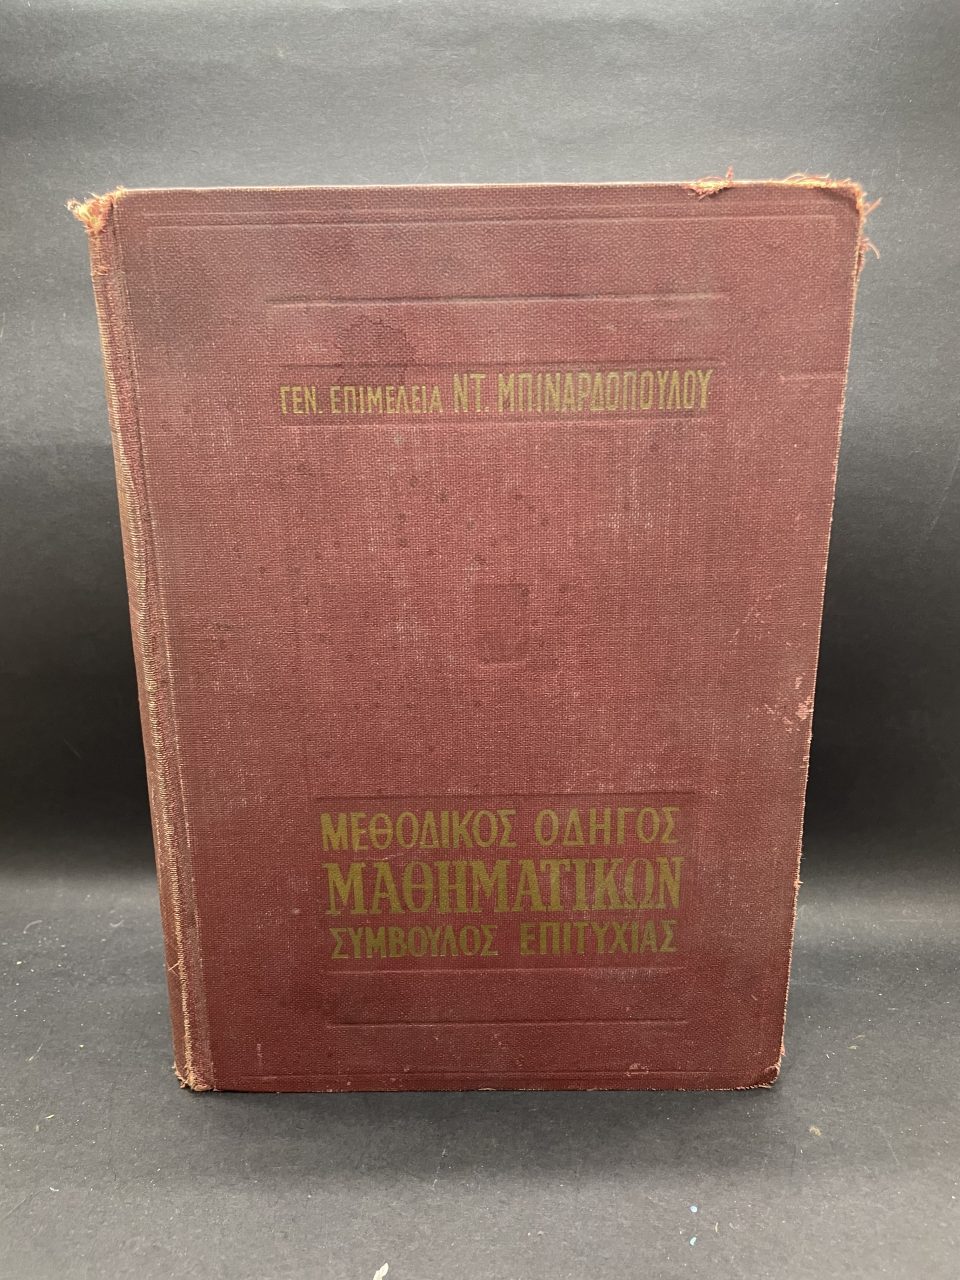 ΓΕΝ. ΕΠΙΜΕΛΕΙΑ ΝΤ. ΜΠΙΝΑΡΔΟΠΟΥΛΟΥ
ΜΕΘΟΔΙΚΟΣ ΟΔΗΓΟΣ
ΜΑΘΗΜΑΤΙΚΩΝ
ΣΥΜΒΟΥΛΟΣ ΕΠΙΤΥΧΙΑΣ